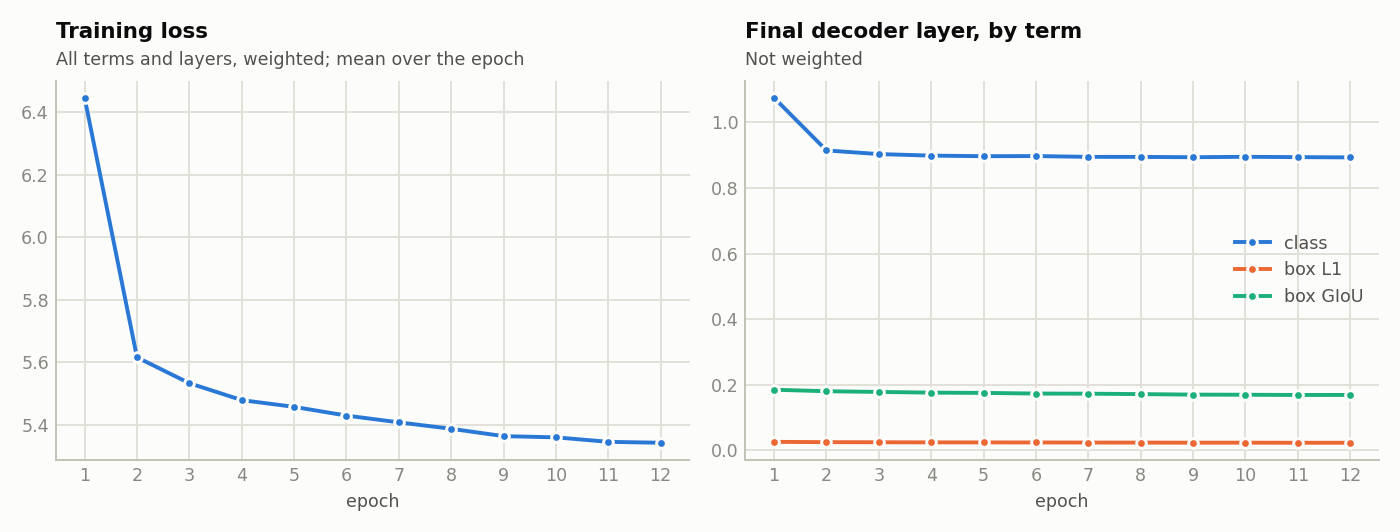 Training loss
All terms and layers, weighted; mean over the epoch
6.4
6.2
6.0
5.8
5.6
5.4
1 2 3 4 5 6 7 8 9 10 11 12
epoch
Final decoder layer, by term
Not weighted
1.0
0.8
0.6
0.4
0.2
0.0
class
box L1
box GIoU
1 2 3 4 5 6 7 8 9 10 11 12
epoch